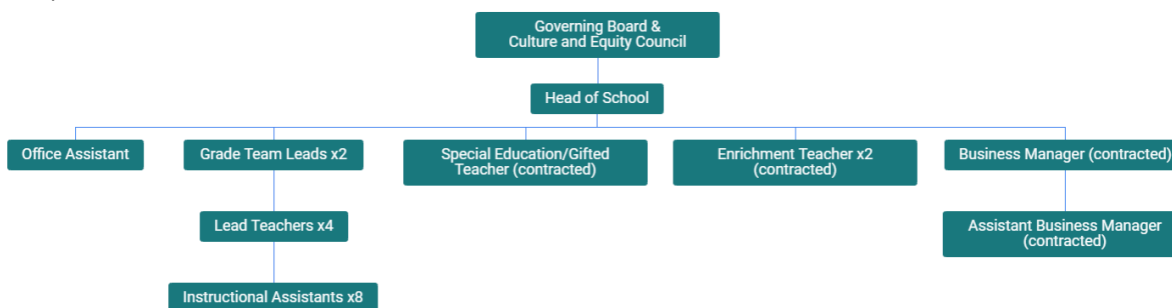 Governing Board &
Culture and Equity Council
Head of School
Office Assistant
Grade Team Leads x2
Special Education/Gifted
Teacher (contracted)
Enrichment Teacher x2
(contracted)
Business Manager (contracted)
Lead Teachers x4
Assistant Business Manager
(contracted)
Instructional Assistants x8